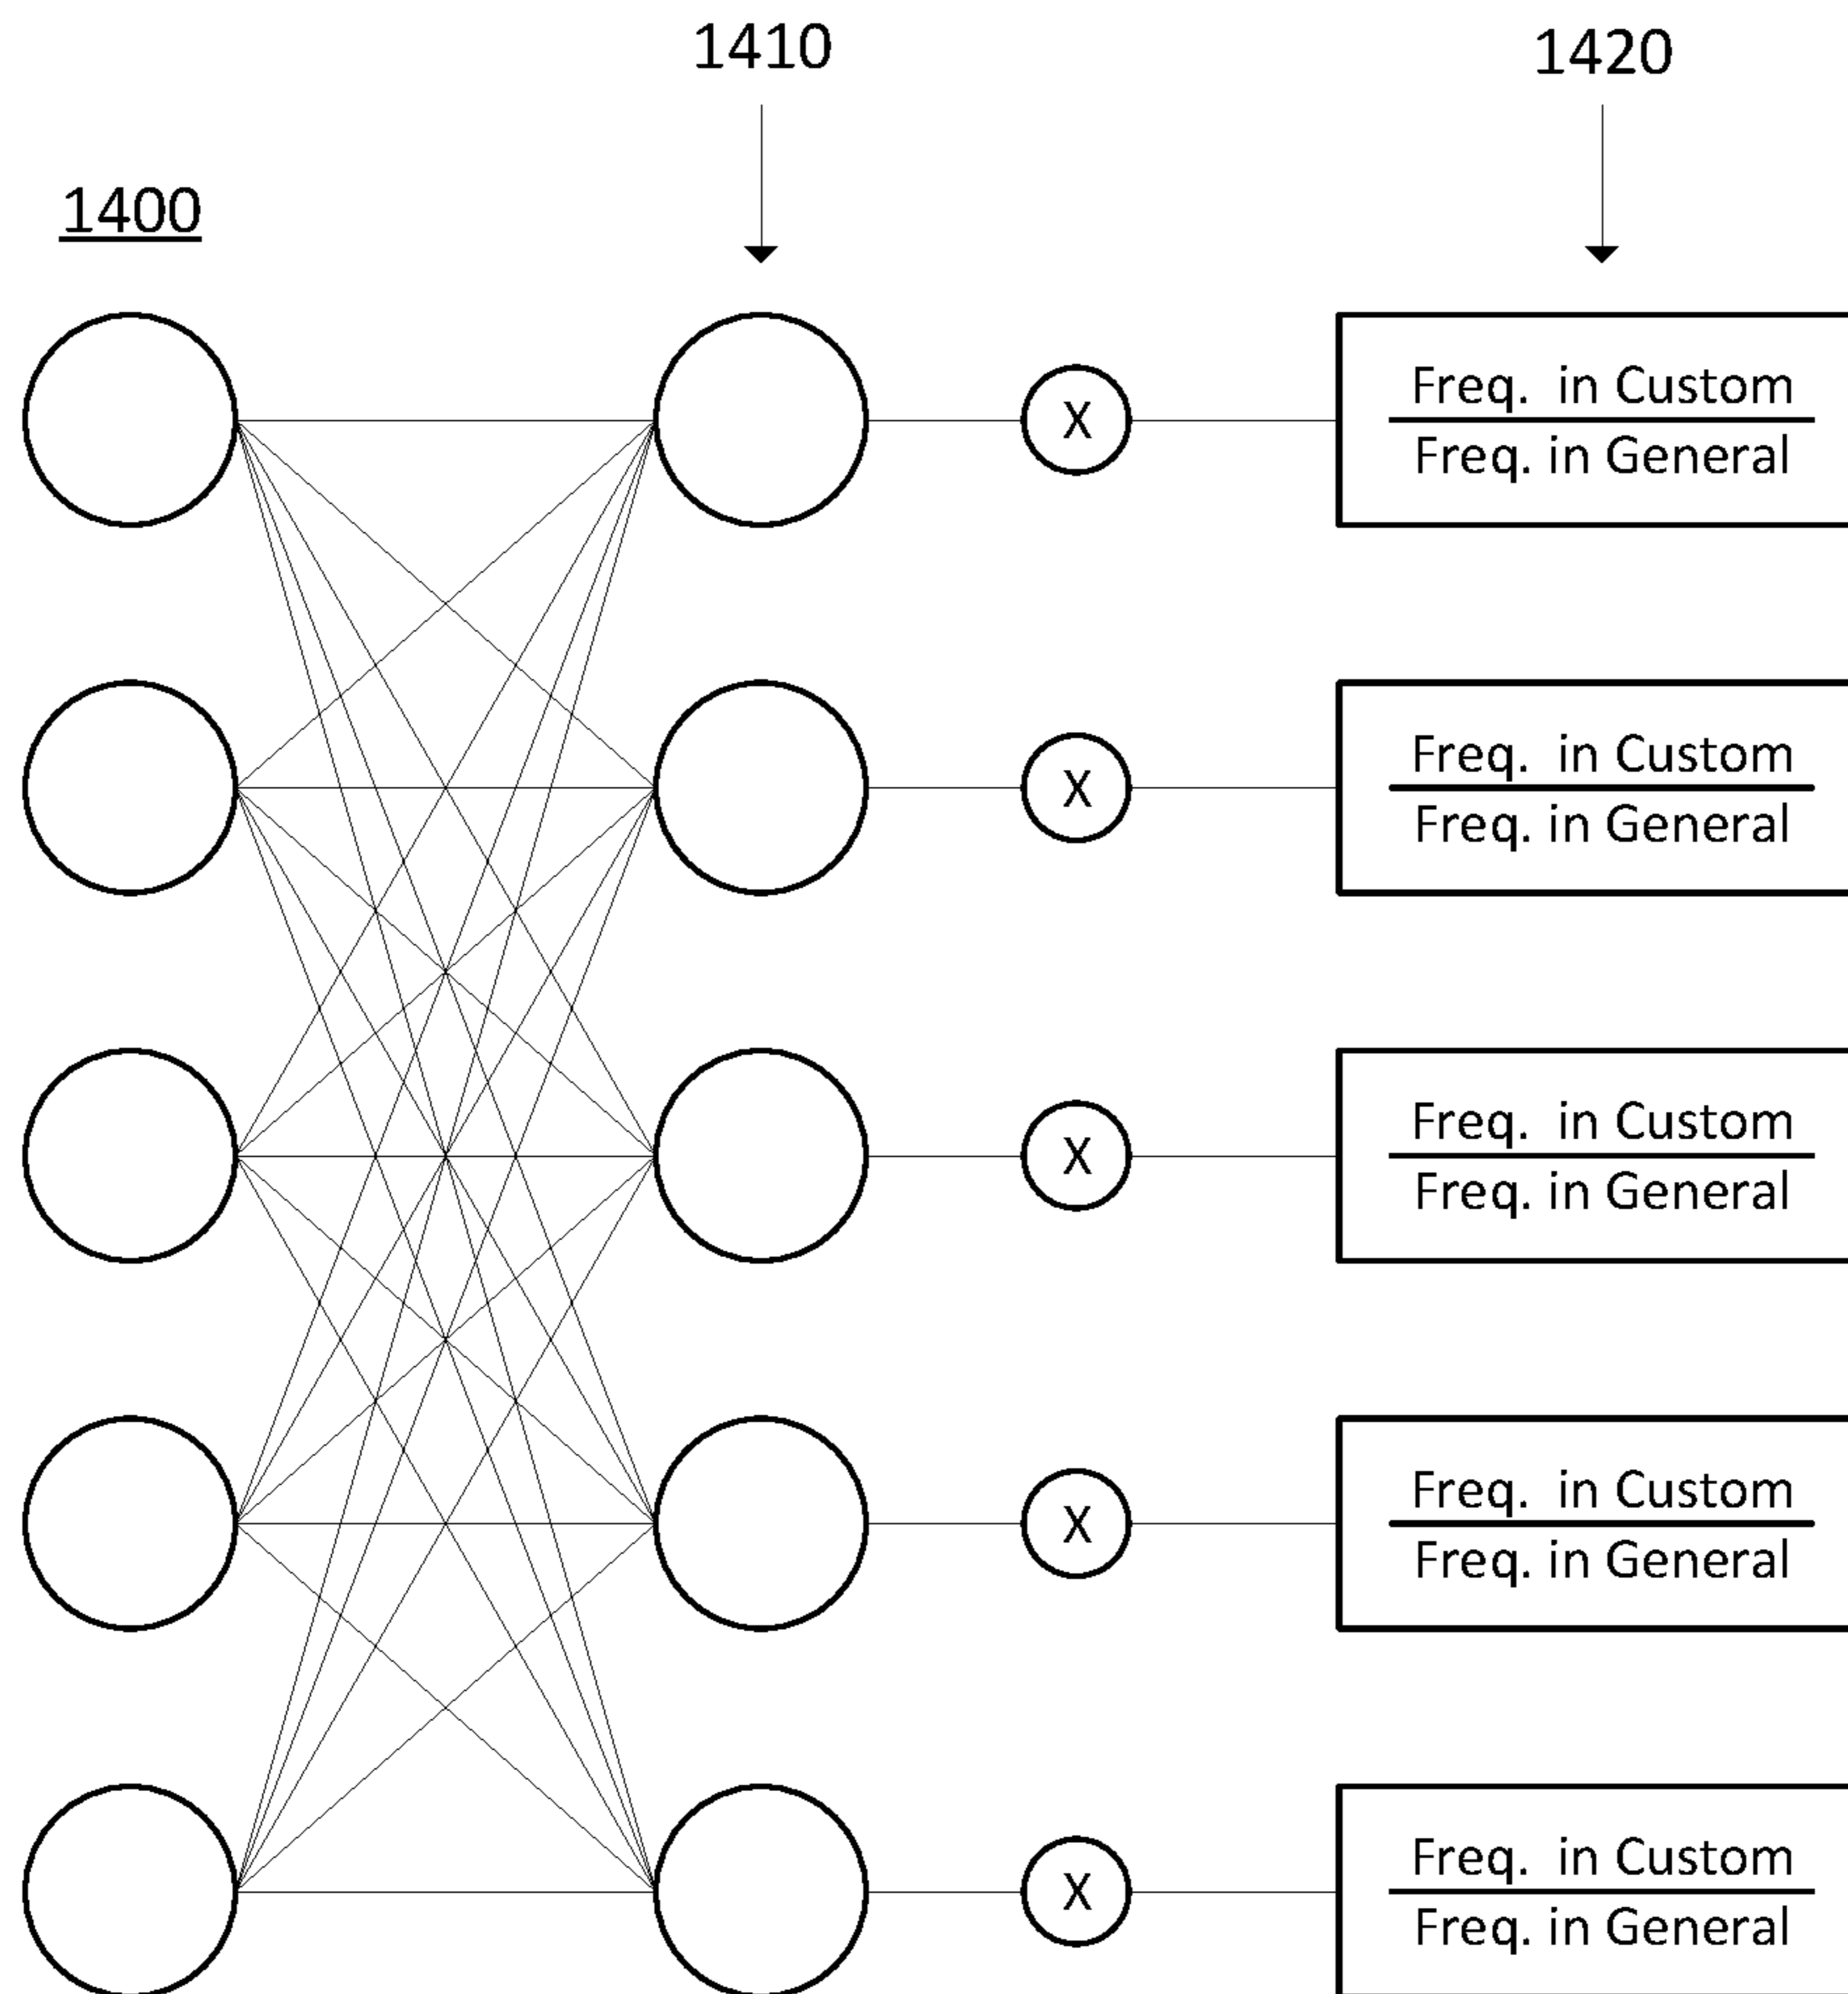 1410
1420
1400
X
Freq. in Custom
Freq. in General
X
Freq. in Custom
Freq. in General
X
Freq. in Custom
Freq. in General
X
Freq. in Custom
Freq. in General
X
Freq. in Custom
Freq. in General